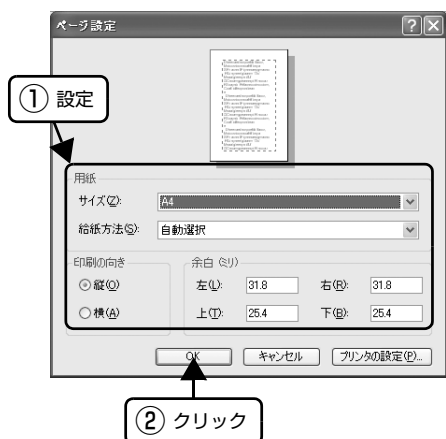 ページ設定
① 設定
用紙
サイズ(Z):
A4
給紙方法(S):
自動選択
印刷の向き
余白 (ミリ)
縦(O)
左(L):
31.8
右(R):
31.8
横(A)
上(T):
25.4
下(B):
25.4
OK
キャンセル
プリンタの設定(P)...
② クリック